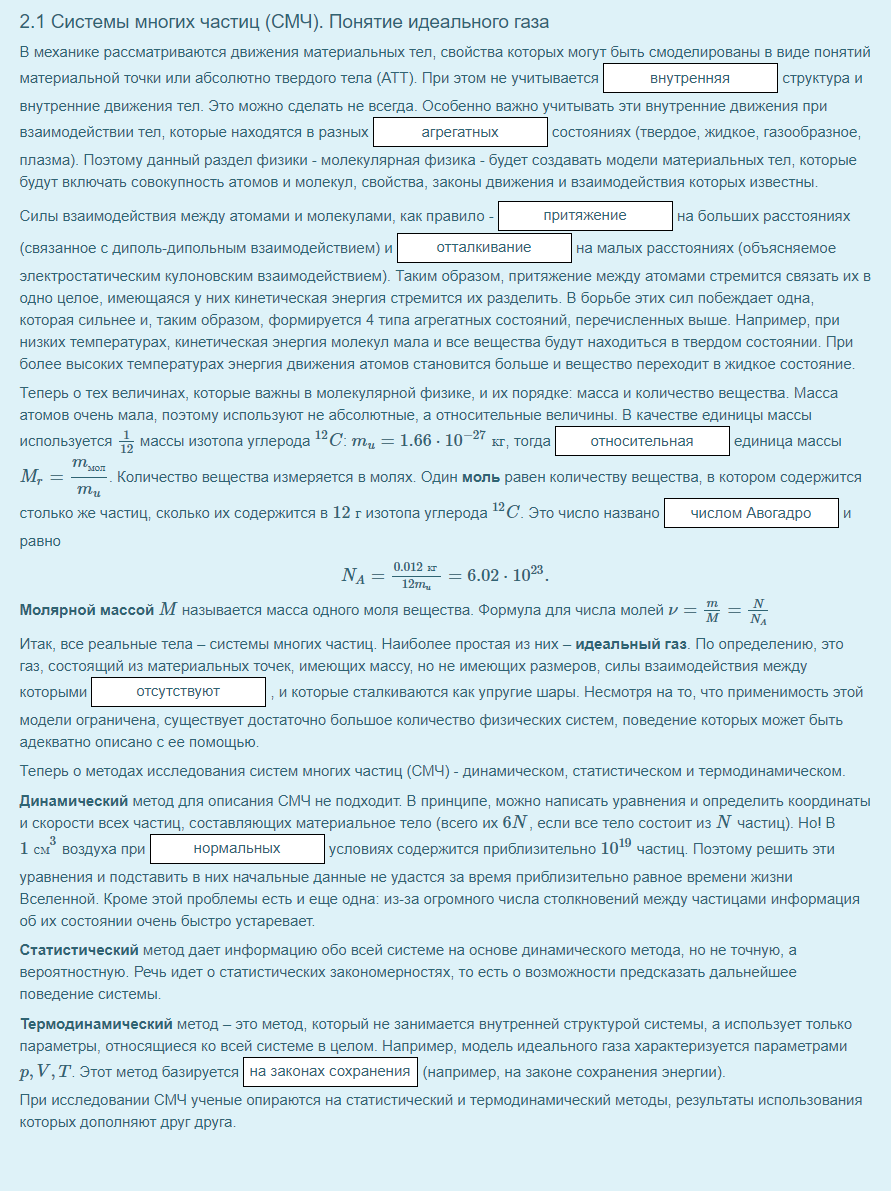 2.1 Системы многих частиц (СМЧ). Понятие идеального газа
В механике рассматриваются движения материальных тел, свойства которых могут быть смоделированы в виде понятий
материальной точки или абсолютно твердого тела (АТТ). При этом не учитывается внутренняя структура и
внутренние движения тел. Это можно сделать не всегда. Особенно важно учитывать эти внутренние движения при
взаимодействии тел, которые находятся в разных агрегатных состояниях (твердое, жидкое, газообразное,
плазма). Поэтому данный раздел физики - молекулярная физика - будет создавать модели материальных тел, которые
будут включать совокупность атомов и молекул, свойства, законы движения и взаимодействия которых известны.
Силы взаимодействия между атомами и молекулами, как правило - притяжение на больших расстояниях
(связанное с диполь-дипольным взаимодействием) и отталкивание на малых расстояниях (объясняемое
электростатическим кулоновским взаимодействием). Таким образом, притяжение между атомами стремится связать их в
одно целое, имеющаяся у них кинетическая энергия стремится их разделить. В борьбе этих сил побеждает одна,
которая сильнее и, таким образом, формируется 4 типа агрегатных состояний, перечисленных выше. Например, при
низких температурах, кинетическая энергия молекул мала и все вещества будут находиться в твердом состоянии. При
более высоких температурах энергия движения атомов становится больше и вещество переходит в жидкое состояние.
Теперь о тех величинах, которые важны в молекулярной физике, и их порядке: масса и количество вещества. Масса
атомов очень мала, поэтому используют не абсолютные, а относительные величины. В качестве единицы массы
используется 1/12 массы изотопа углерода ¹²C: mᵤ = 1.66 · 10⁻²⁷ кг, тогда относительная единица массы
Mᵣ = m_мол/mᵤ. Количество вещества измеряется в молях. Один моль равен количеству вещества, в котором содержится
столько же частиц, сколько их содержится в 12 г изотопа углерода ¹²C. Это число названо числом Авогадро и
равно
N_A = 0.012 кг/12mᵤ = 6.02 · 10²³.
Молярной массой M называется масса одного моля вещества. Формула для числа молей ν = m/M = N/N_A
Итак, все реальные тела – системы многих частиц. Наиболее простая из них – идеальный газ. По определению, это
газ, состоящий из материальных точек, имеющих массу, но не имеющих размеров, силы взаимодействия между
которыми отсутствуют , и которые сталкиваются как упругие шары. Несмотря на то, что применимость этой
модели ограничена, существует достаточно большое количество физических систем, поведение которых может быть
адекватно описано с ее помощью.
Теперь о методах исследования систем многих частиц (СМЧ) - динамическом, статистическом и термодинамическом.
Динамический метод для описания СМЧ не подходит. В принципе, можно написать уравнения и определить координаты
и скорости всех частиц, составляющих материальное тело (всего их 6N, если все тело состоит из N частиц). Но! В
1 см³ воздуха при нормальных условиях содержится приблизительно 10¹⁹ частиц. Поэтому решить эти
уравнения и подставить в них начальные данные не удастся за время приблизительно равное времени жизни
Вселенной. Кроме этой проблемы есть и еще одна: из-за огромного числа столкновений между частицами информация
об их состоянии очень быстро устаревает.
Статистический метод дает информацию обо всей системе на основе динамического метода, но не точную, а
вероятностную. Речь идет о статистических закономерностях, то есть о возможности предсказать дальнейшее
поведение системы.
Термодинамический метод – это метод, который не занимается внутренней структурой системы, а использует только
параметры, относящиеся ко всей системе в целом. Например, модель идеального газа характеризуется параметрами
p, V, T. Этот метод базируется на законах сохранения (например, на законе сохранения энергии).
При исследовании СМЧ ученые опираются на статистический и термодинамический методы, результаты использования
которых дополняют друг друга.